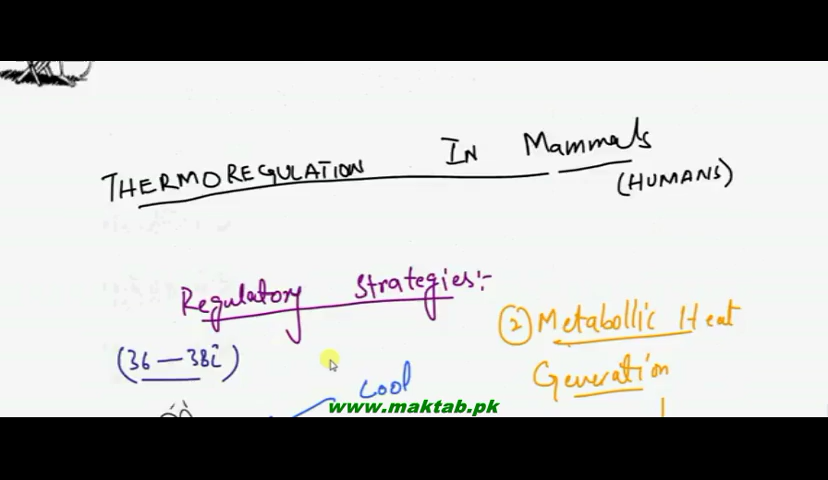 THERMOREGULATION IN Mammals
(HUMANS)
Regulatory Strategies:-
② Metabollic Heat
Generation
(36 — 38
cool
www.maktab.pk